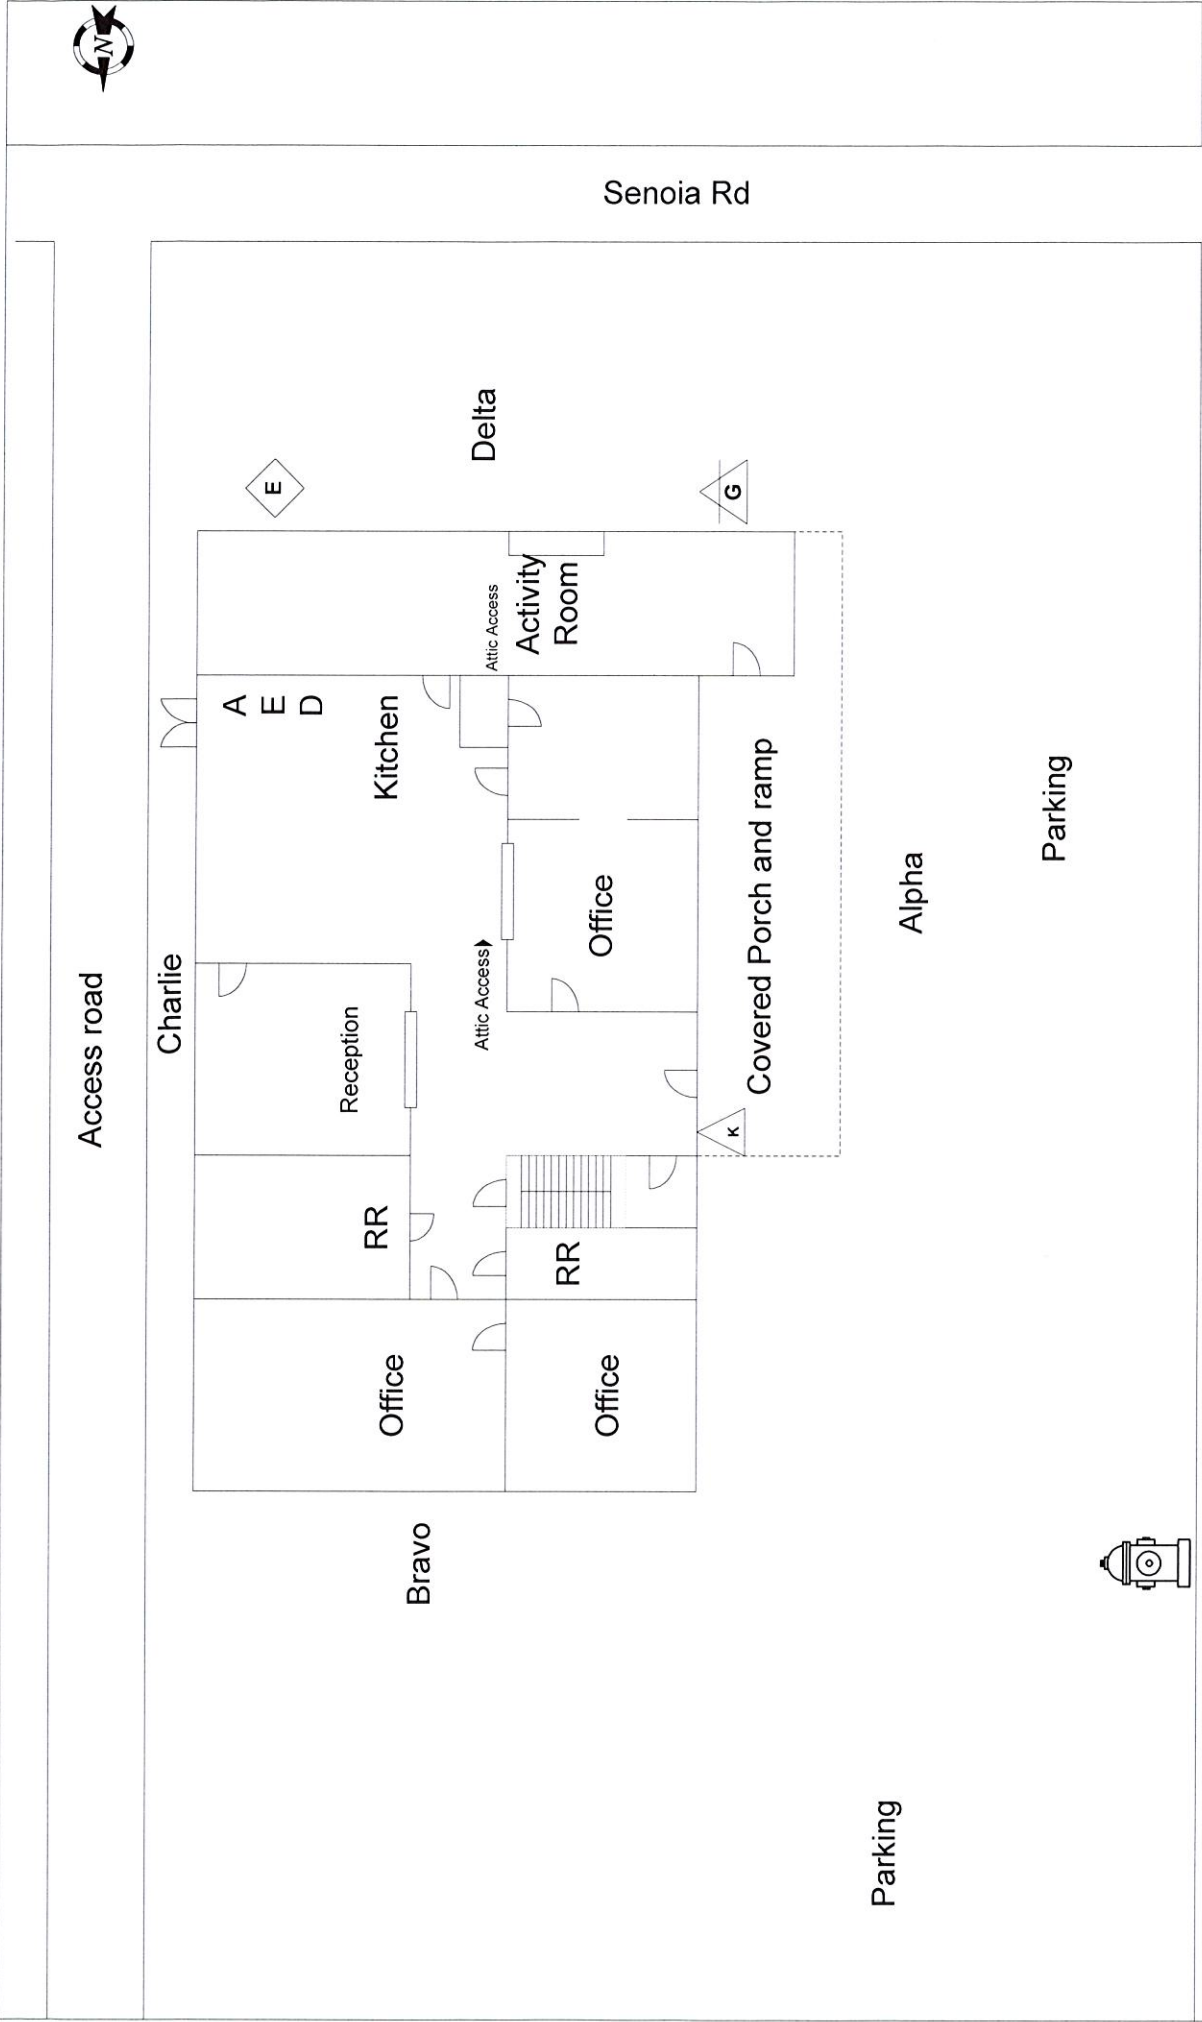 N
Senoia Rd
Access road
Charlie
Delta
E
G
A
E
D
Kitchen
Attic Access
Activity
Room
Reception
Attic Access
Office
Covered Porch and ramp
K
Alpha
Parking
RR
RR
Office
Office
Bravo
Parking